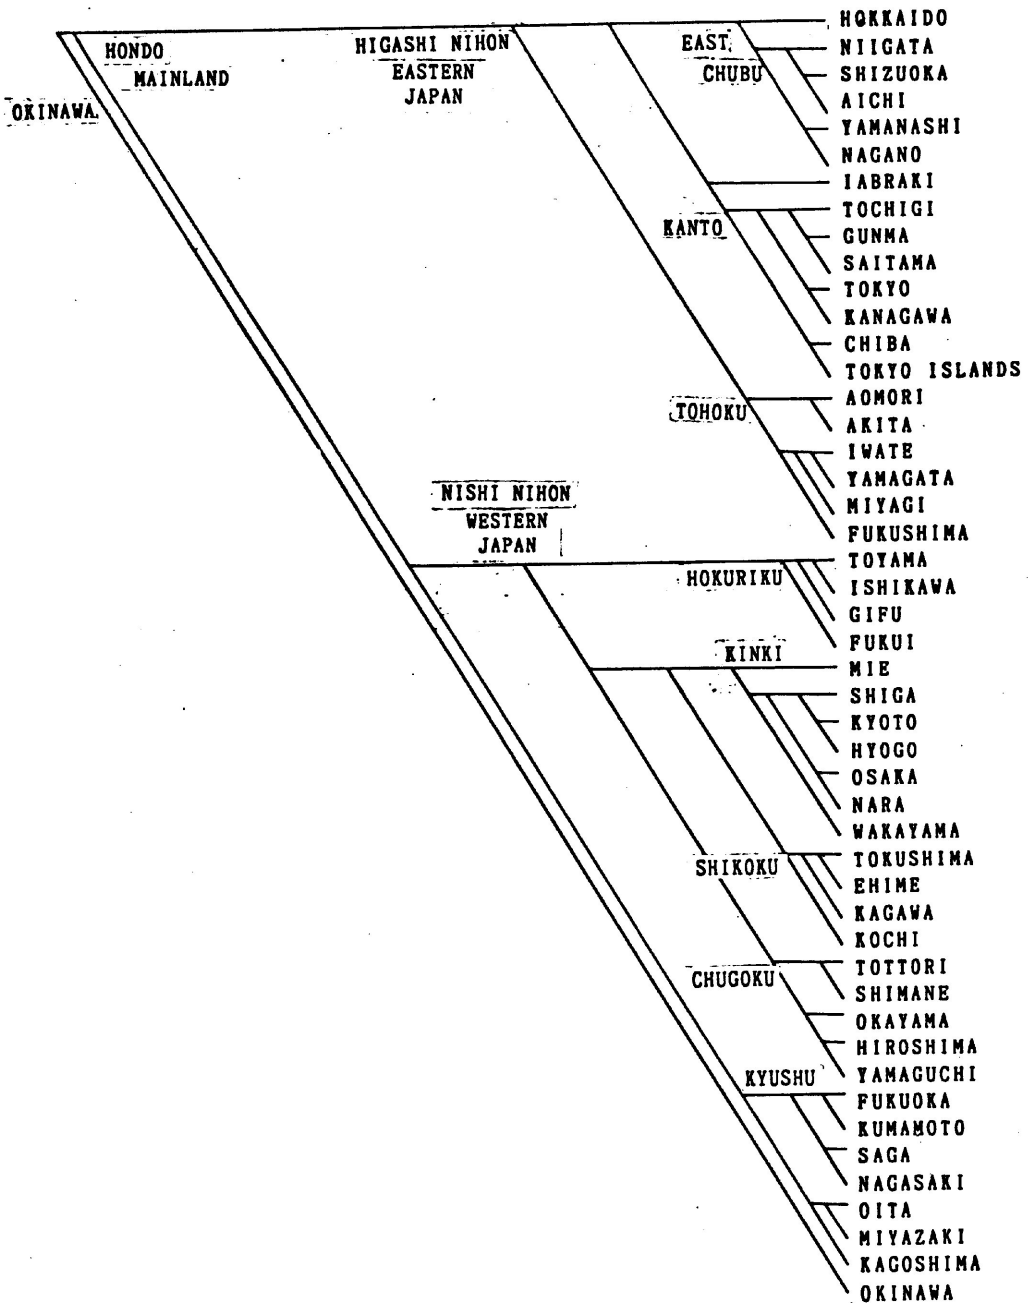 HONDO
MAINLAND
OKINAWA
HIGASHI NIHON
EASTERN
JAPAN
EAST
CHUBU
KANTO
TOHOKU
NISHI NIHON
WESTERN
JAPAN
HOKURIKU
KINKI
SHIKOKU
CHUGOKU
KYUSHU
HOKKAIDO
NIIGATA
SHIZUOKA
AICHI
YAMANASHI
NAGANO
IABRAKI
TOCHIGI
GUNMA
SAITAMA
TOKYO
KANAGAWA
CHIBA
TOKYO ISLANDS
AOMORI
AKITA
IWATE
YAMAGATA
MIYAGI
FUKUSHIMA
TOYAMA
ISHIKAWA
GIFU
FUKUI
MIE
SHIGA
KYOTO
HYOGO
OSAKA
NARA
WAKAYAMA
TOKUSHIMA
EHIME
KAGAWA
KOCHI
TOTTORI
SHIMANE
OKAYAMA
HIROSHIMA
YAMAGUCHI
FUKUOKA
KUMAMOTO
SAGA
NAGASAKI
OITA
MIYAZAKI
KAGOSHIMA
OKINAWA